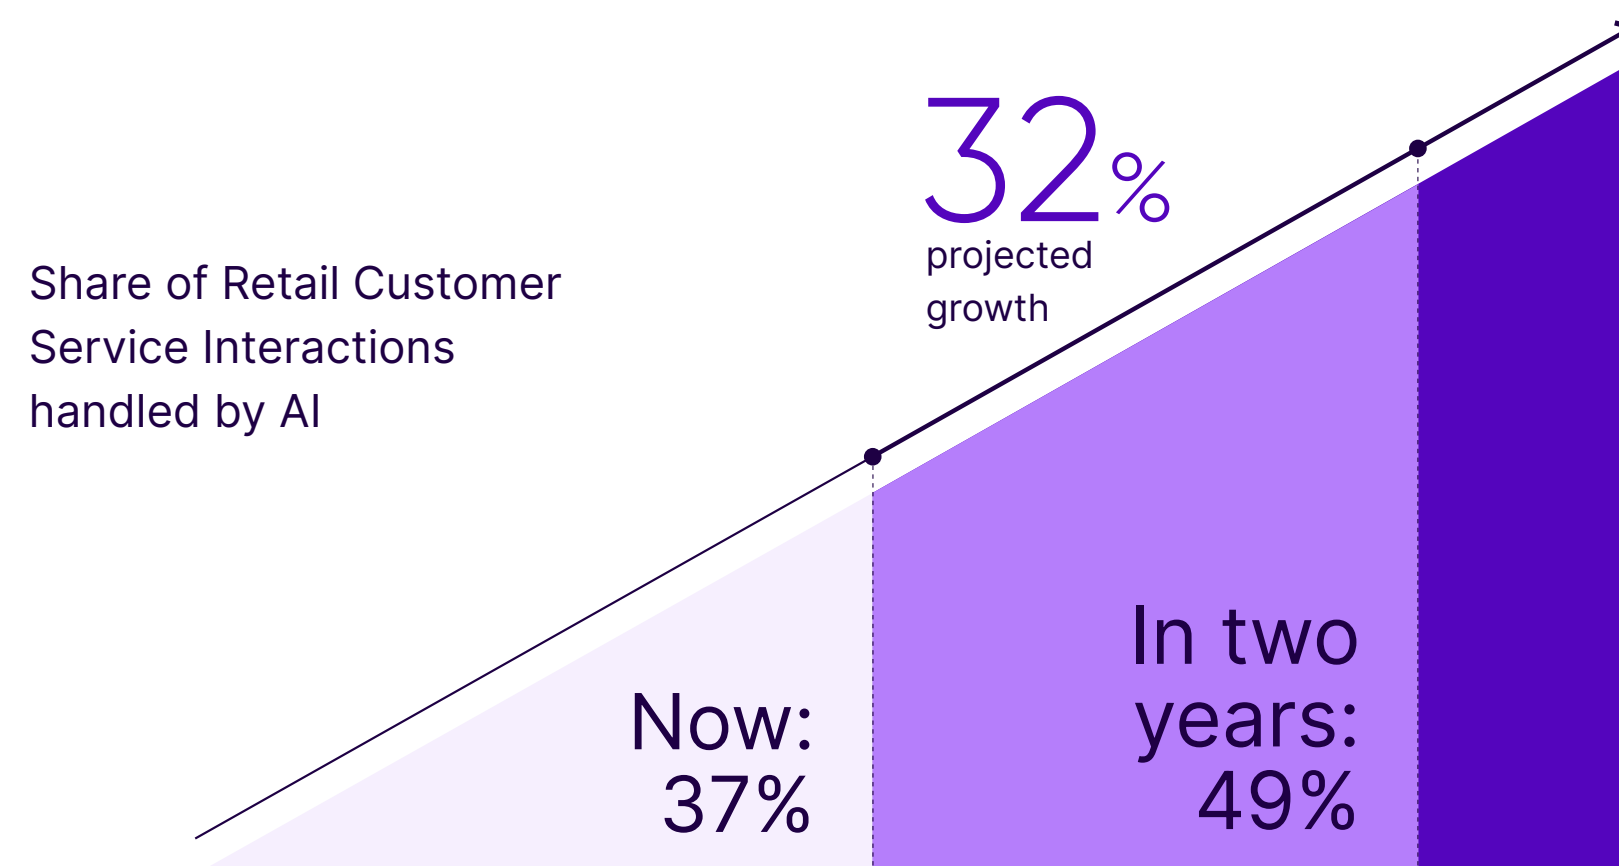 32%
projected
growth
Share of Retail Customer
Service Interactions
handled by AI
Now:
37%
In two
years:
49%